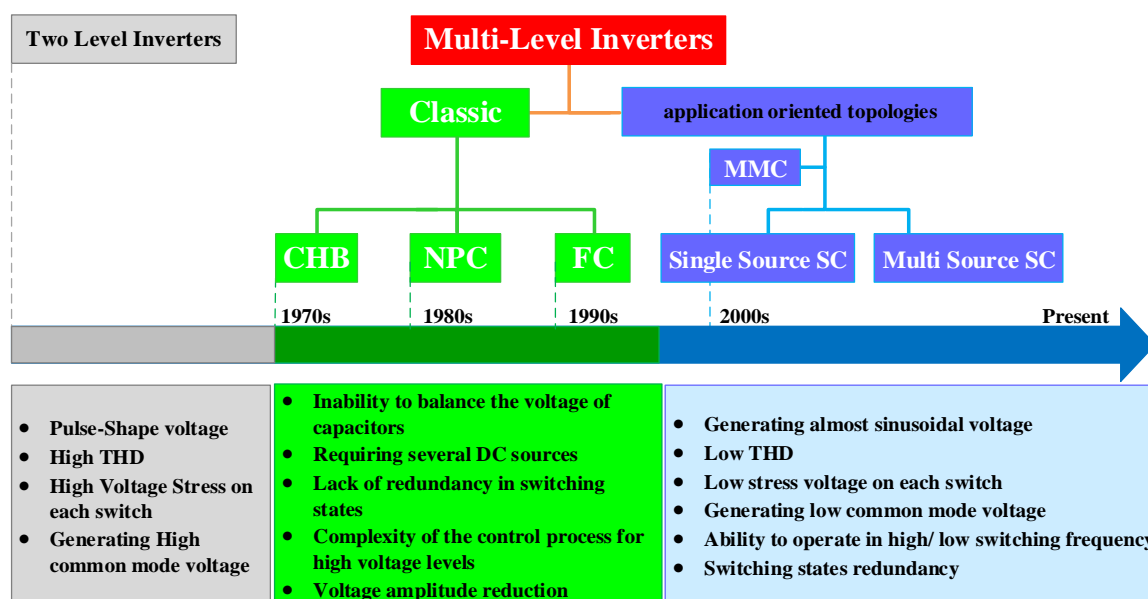 Two Level Inverters
Multi-Level Inverters
Classic
application oriented topologies
MMC
CHB
NPC
FC
Single Source SC
Multi Source SC
1970s
1980s
1990s
2000s
Present
• Pulse-Shape voltage
• High THD
• High Voltage Stress on
each switch
• Generating High
common mode voltage
• Inability to balance the voltage of
capacitors
• Requiring several DC sources
• Lack of redundancy in switching
states
• Complexity of the control process for
high voltage levels
• Voltage amplitude reduction
• Generating almost sinusoidal voltage
• Low THD
• Low stress voltage on each switch
• Generating low common mode voltage
• Ability to operate in high/ low switching frequency
• Switching states redundancy